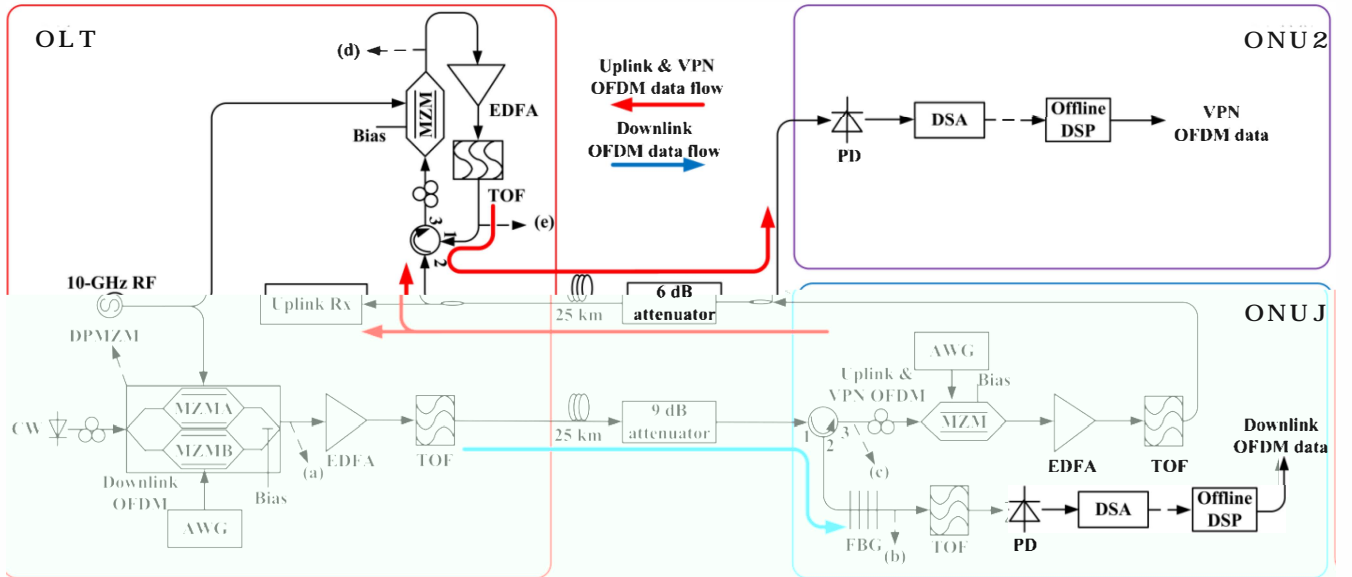 OLT
ONU2
(d)
EDFA
MZM
Bias
TOF
3
1
2
(e)
Uplink & VPN
OFDM data flow
Downlink
OFDM data flow
PD
DSA
Offline
DSP
VPN
OFDM data
10-GHz RF
Uplink Rx
25 km
6 dB
attenuator
ONUJ
DPMZM
CW
MZMA
MZMB
Downlink
OFDM
Bias
AWG
(a)
EDFA
TOF
25 km
9 dB
attenuator
1
2
3
Uplink &
VPN OFDM
AWG
Bias
MZM
(c)
EDFA
TOF
Downlink
OFDM data
FBG
(b)
TOF
PD
DSA
Offline
DSP